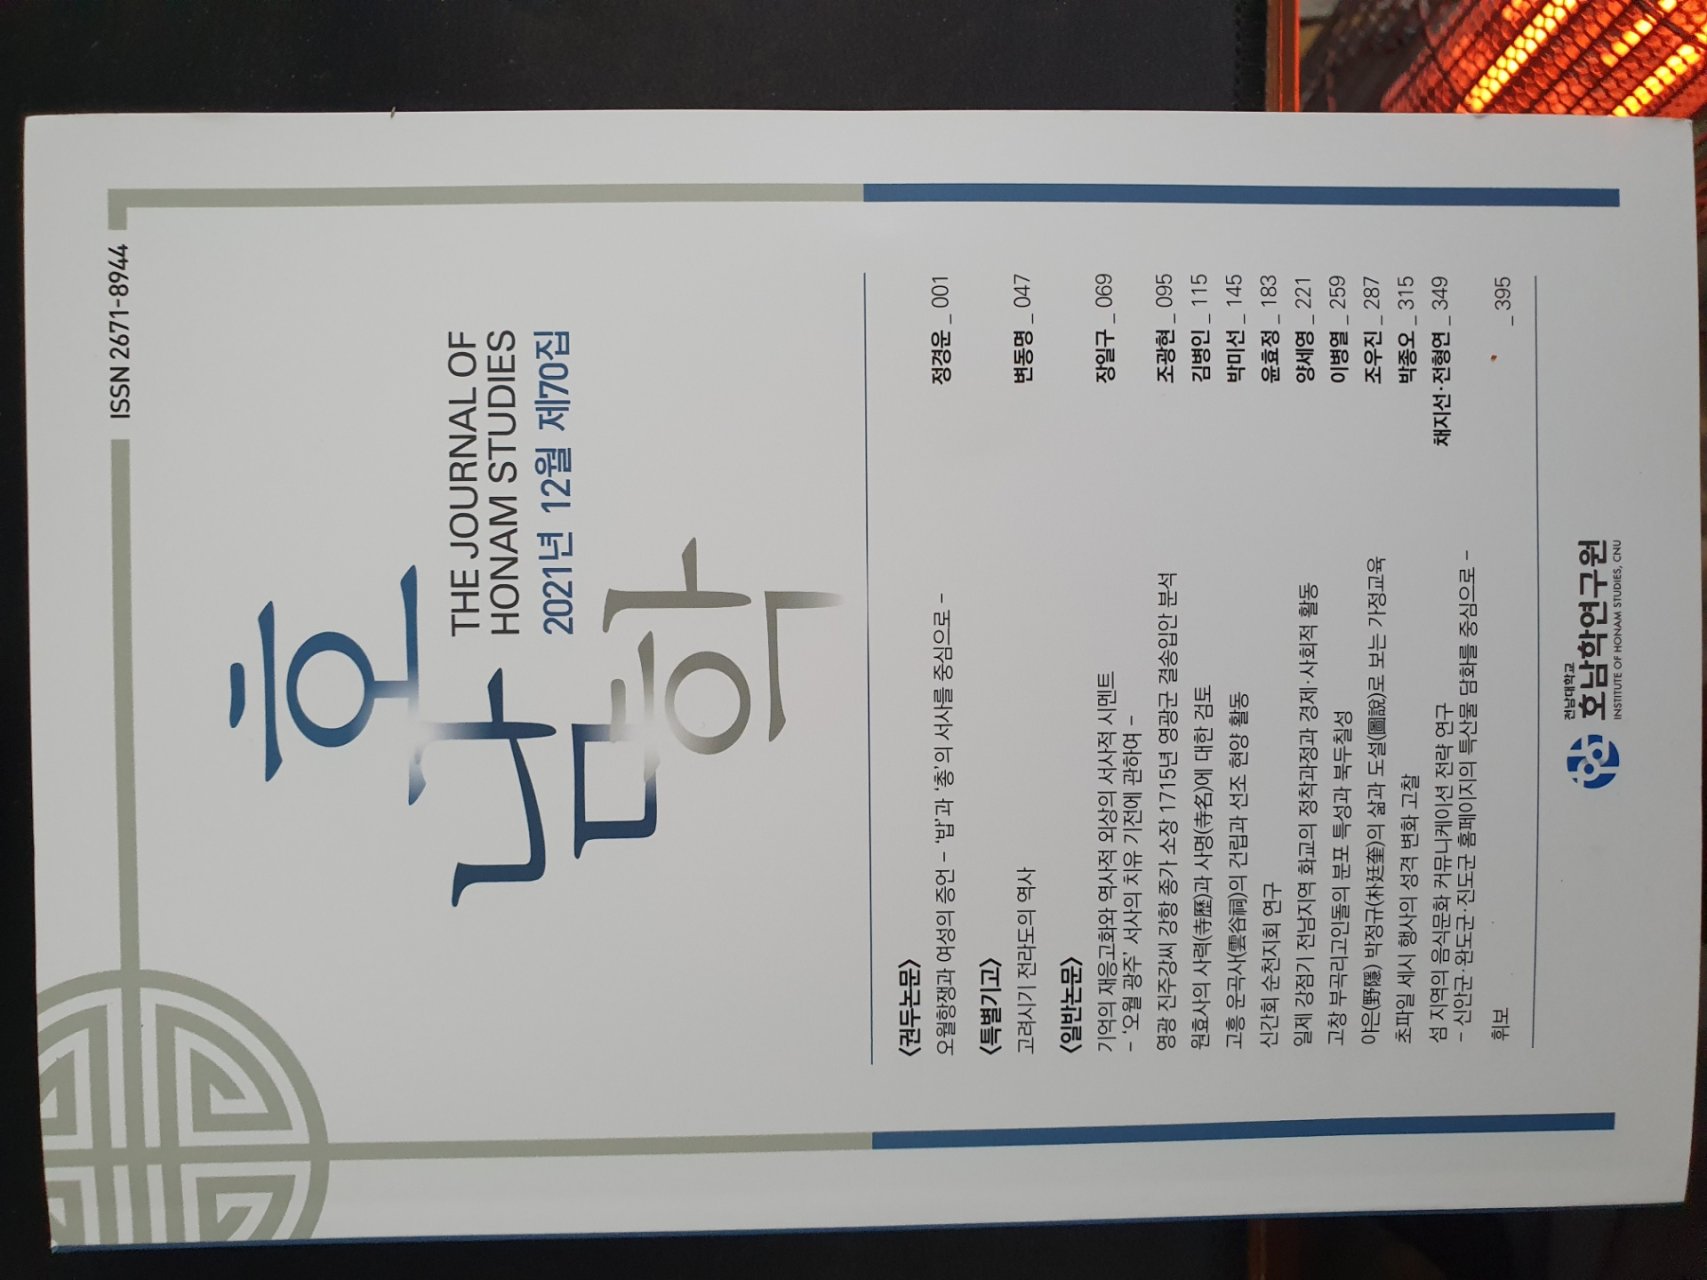 ISSN 2671-8944
호남학
THE JOURNAL OF
HONAM STUDIES
2021년 12월 제70집
<권두논문>
오월항쟁과 여성의 증언 - '밥'과 '총'의 서사를 중심으로 - 정경운 _ 001
<특별기고>
고려시기 전라도의 역사 변동명 _ 047
<일반논문>
기억의 재응고화와 역사적 외상의 서사적 시멘트
- '오월 광주' 서사의 치유 기전에 관하여 - 장일구 _ 069
영광 진주강씨 강항 종가 소장 1715년 영광군 결송입안 분석 조광현 _ 095
원효사의 사력(寺歷)과 사명(寺名)에 대한 검토 김병인 _ 115
고흥 운곡사(雲谷祠)의 건립과 선조 현양 활동 박미선 _ 145
신간회 순천지회 연구 윤효정 _ 183
일제 강점기 전남지역 화교의 정착과정과 경제·사회적 활동 양세영 _ 221
고창 부곡리고인돌의 분포 특성과 북두칠성 이병열 _ 259
야은(野隱) 박정규(朴廷奎)의 삶과 도설(圖說)로 보는 가정교육 조우진 _ 287
초파일 세시 행사의 성격 변화 고찰 박종오 _ 315
섬 지역의 음식문화 커뮤니케이션 전략 연구 채지선·전형연 _ 349
- 신안군·완도군·진도군 홈페이지의 특산물 담화를 중심으로 -
휘보 _ 395
전남대학교
호남학연구원
INSTITUTE OF HONAM STUDIES, CNU